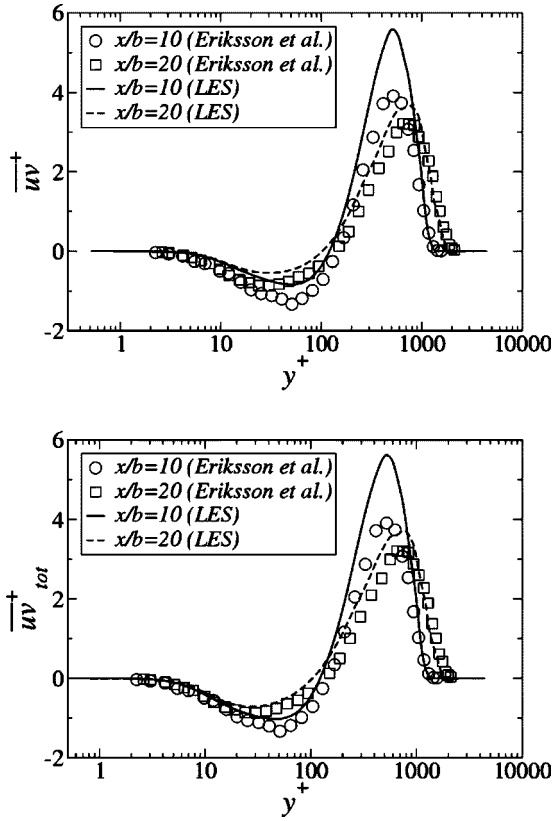 6
4
2
0
-2
x/b=10 (Eriksson et al.)
x/b=20 (Eriksson et al.)
x/b=10 (LES)
x/b=20 (LES)
uv+
1
10
100
1000
10000
y+
6
4
2
0
-2
x/b=10 (Eriksson et al.)
x/b=20 (Eriksson et al.)
x/b=10 (LES)
x/b=20 (LES)
uv+ tot
1
10
100
1000
10000
y+